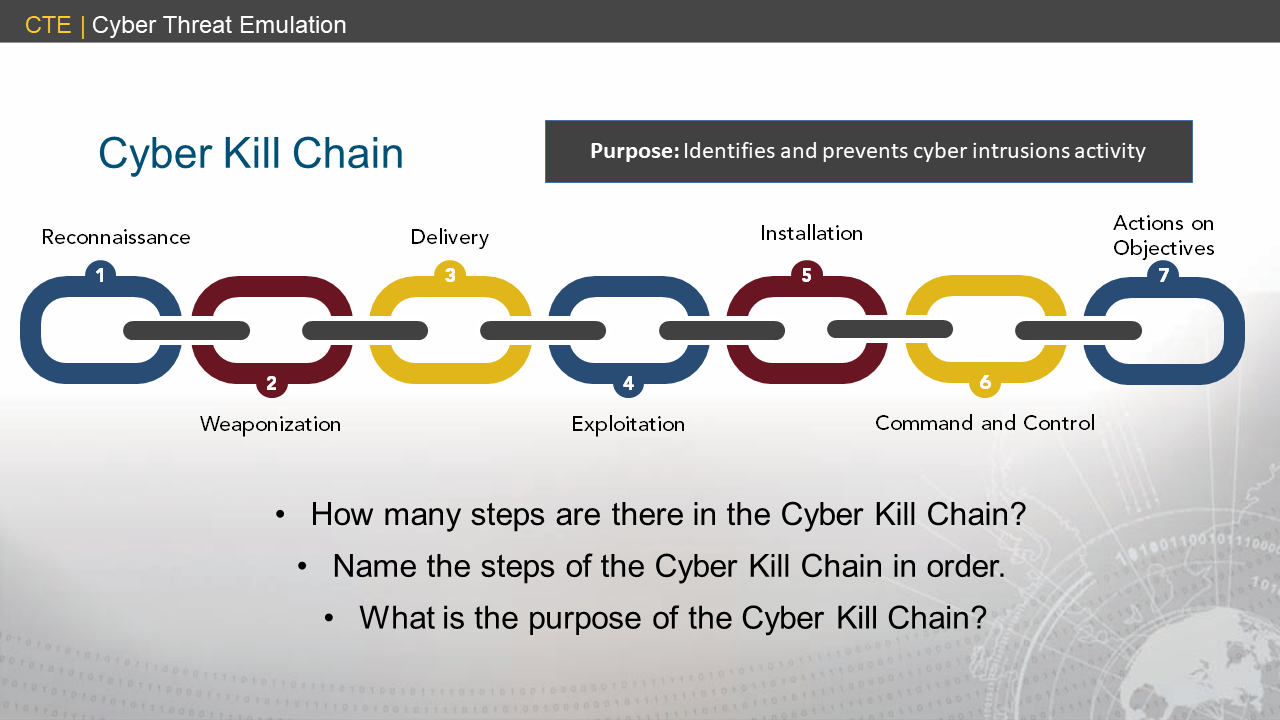 CTE | Cyber Threat Emulation
Cyber Kill Chain
Purpose: Identifies and prevents cyber intrusions activity
Reconnaissance
1
2
Weaponization
Delivery
3
4
Exploitation
Installation
5
6
Command and Control
Actions on
Objectives
7
• How many steps are there in the Cyber Kill Chain?
• Name the steps of the Cyber Kill Chain in order.
• What is the purpose of the Cyber Kill Chain?